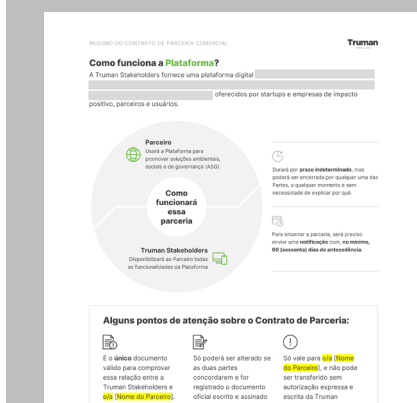 RESUMO DO CONTRATO DE PARCERIA COMERCIAL
Truman
Como funciona a Plataforma?
A Truman Stakeholders fornece uma plataforma digital
oferecidos por startups e empresas de impacto
positivo, parceiros e usuários.
Parceiro
Usará a Plataforma para
promover soluções ambientais,
sociais e de governança (ASG)
Como
funcionará
essa
parceria
Truman Stakeholders
Disponibilizará ao Parceiro todas
as funcionalidades da Plataforma
Durará por prazo indeterminado, mas
poderá ser encerrada por qualquer uma das
Partes, a qualquer momento e sem
necessidade de explicar por quê.
Para encerrar a parceria, será preciso
enviar uma notificação com, no mínimo,
60 (sessenta) dias de antecedência.
Alguns pontos de atenção sobre o Contrato de Parceria:
É o único documento
válido para comprovar
essa relação entre a
Truman Stakeholders e
o/a [Nome do Parceiro].
Só poderá ser alterado se
as duas partes
concordarem e for
registrado o documento
oficial escrito e assinado
Só vale para o/a [Nome
do Parceiro], e não pode
ser transferido sem
autorização expressa e
escrita da Truman